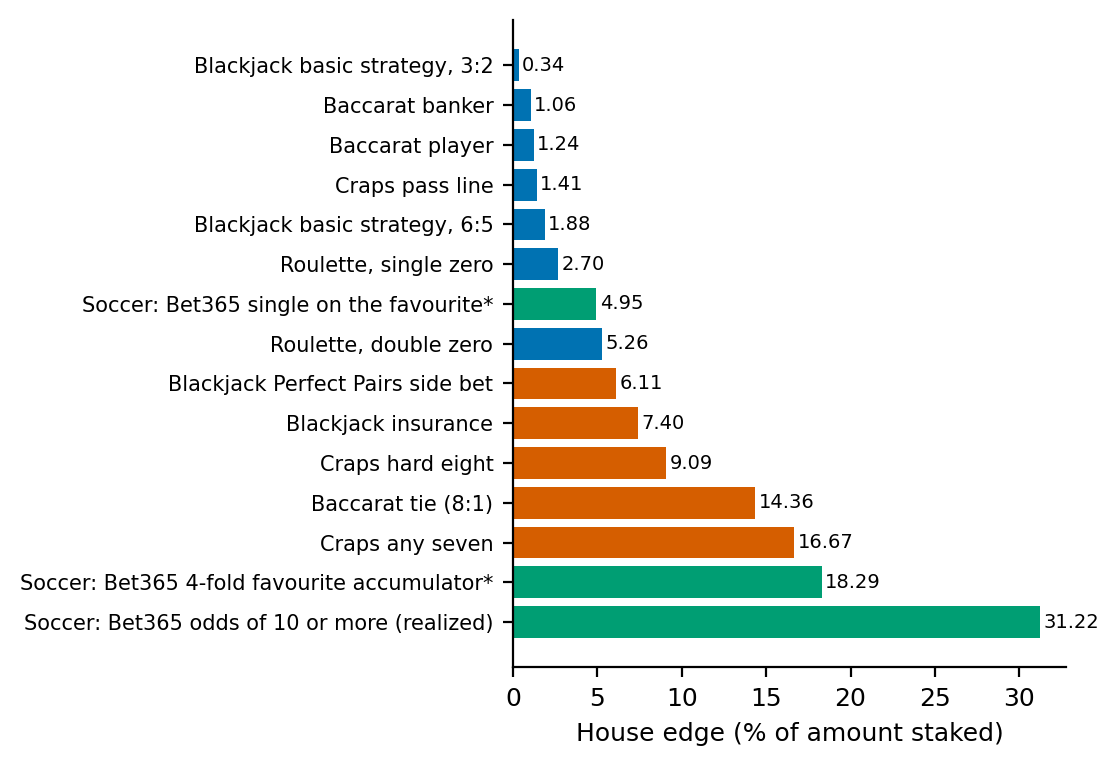 Blackjack basic strategy, 3:2 0.34
Baccarat banker 1.06
Baccarat player 1.24
Craps pass line 1.41
Blackjack basic strategy, 6:5 1.88
Roulette, single zero 2.70
Soccer: Bet365 single on the favourite* 4.95
Roulette, double zero 5.26
Blackjack Perfect Pairs side bet 6.11
Blackjack insurance 7.40
Craps hard eight 9.09
Baccarat tie (8:1) 14.36
Craps any seven 16.67
Soccer: Bet365 4-fold favourite accumulator* 18.29
Soccer: Bet365 odds of 10 or more (realized) 31.22
0 5 10 15 20 25 30
House edge (% of amount staked)